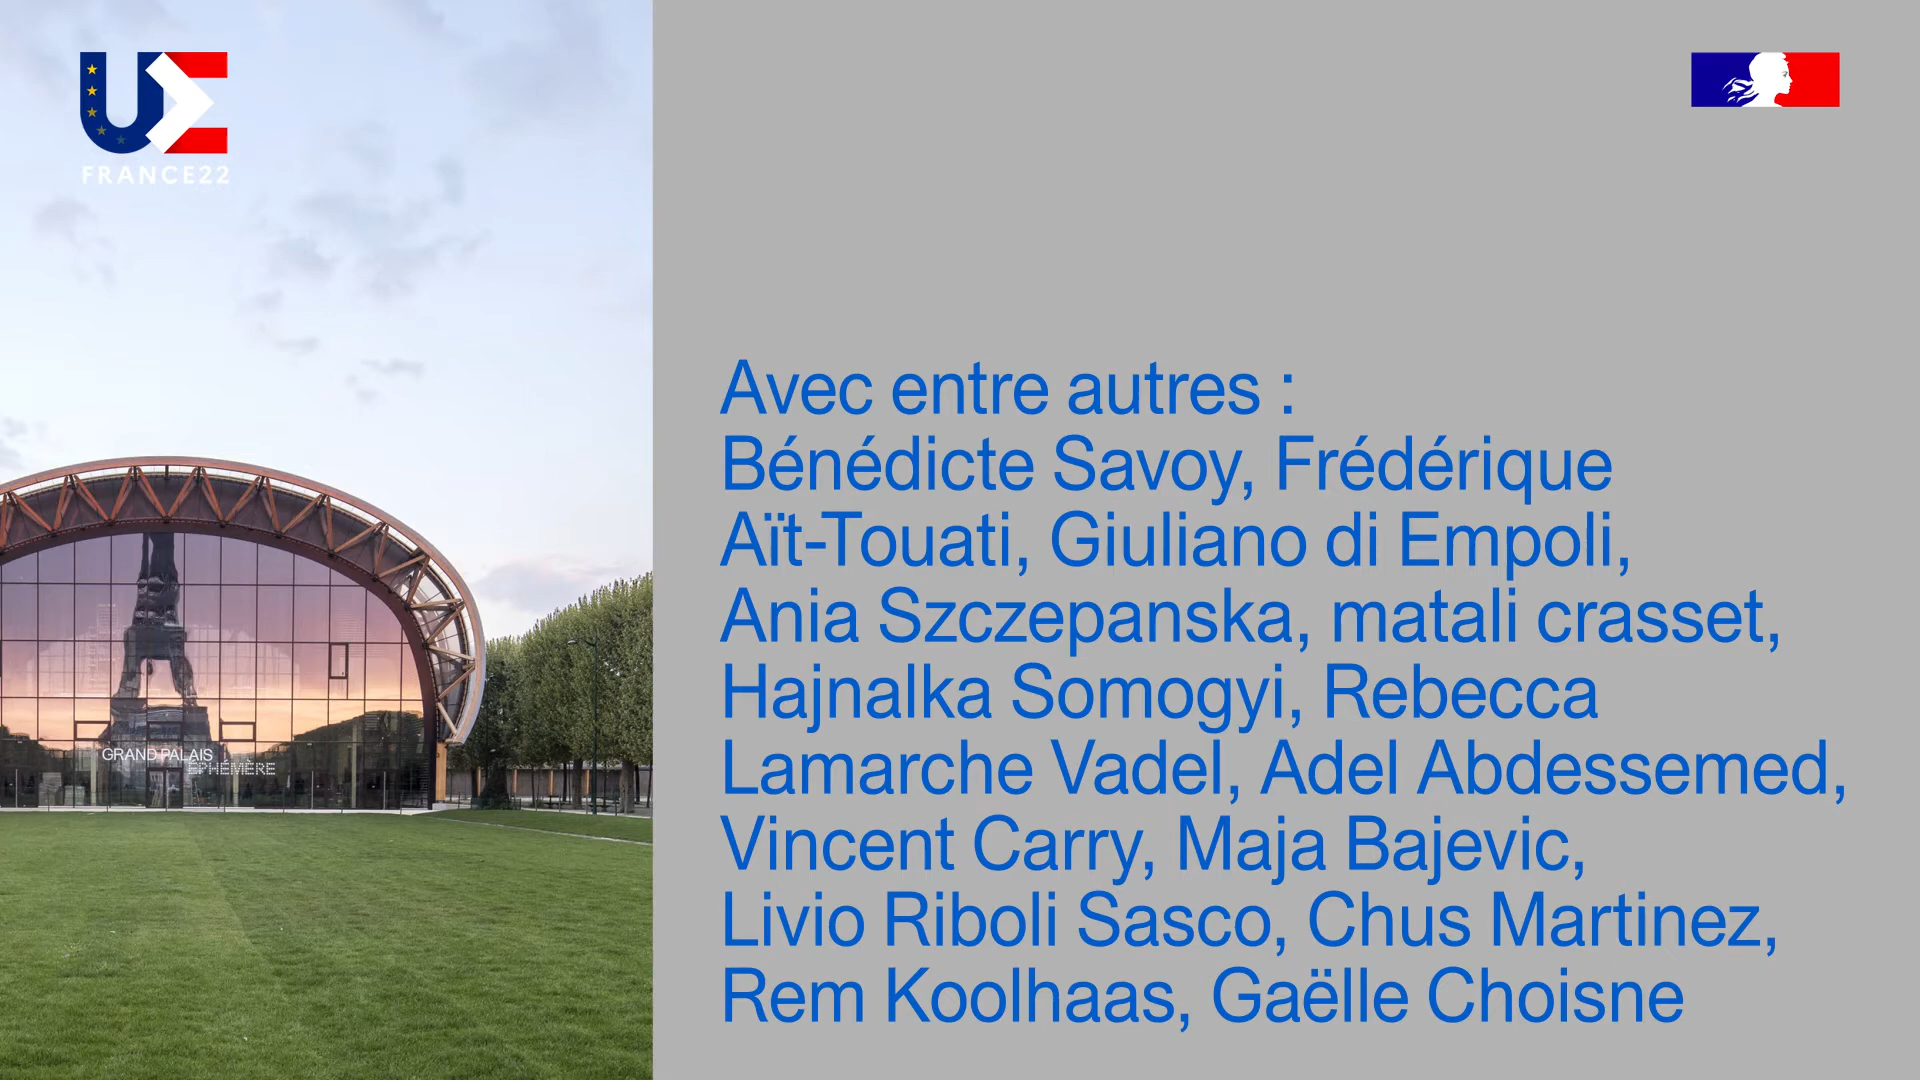 UE
FRANCE22
GRAND PALAIS
ÉPHÉMÈRE
Avec entre autres :
Bénédicte Savoy, Frédérique
Aït-Touati, Giuliano di Empoli,
Ania Szczepanska, matali crasset,
Hajnalka Somogyi, Rebecca
Lamarche Vadel, Adel Abdessemed,
Vincent Carry, Maja Bajevic,
Livio Riboli Sasco, Chus Martinez,
Rem Koolhaas, Gaëlle Choisne